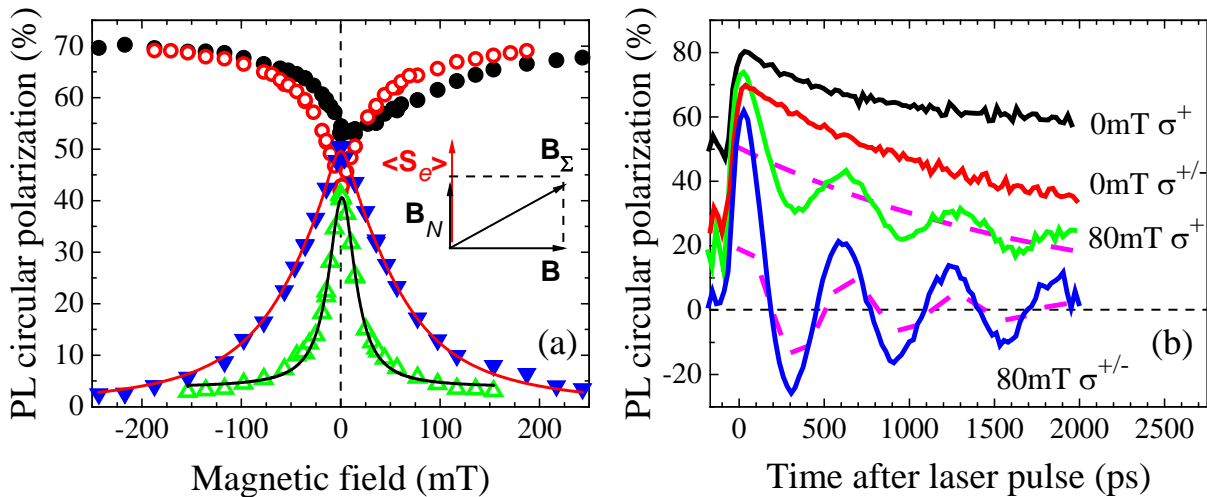 PL circular polarization (%)
70
60
50
40
30
20
10
0
-200
-100
0
100
200
Magnetic field (mT)
<S_e>
B_Σ
B_N
B
(a)
PL circular polarization (%)
80
60
40
20
0
-20
0
500
1000
1500
2000
2500
Time after laser pulse (ps)
0mT σ⁺
0mT σ⁺/⁻
80mT σ⁺
80mT σ⁺/⁻
(b)